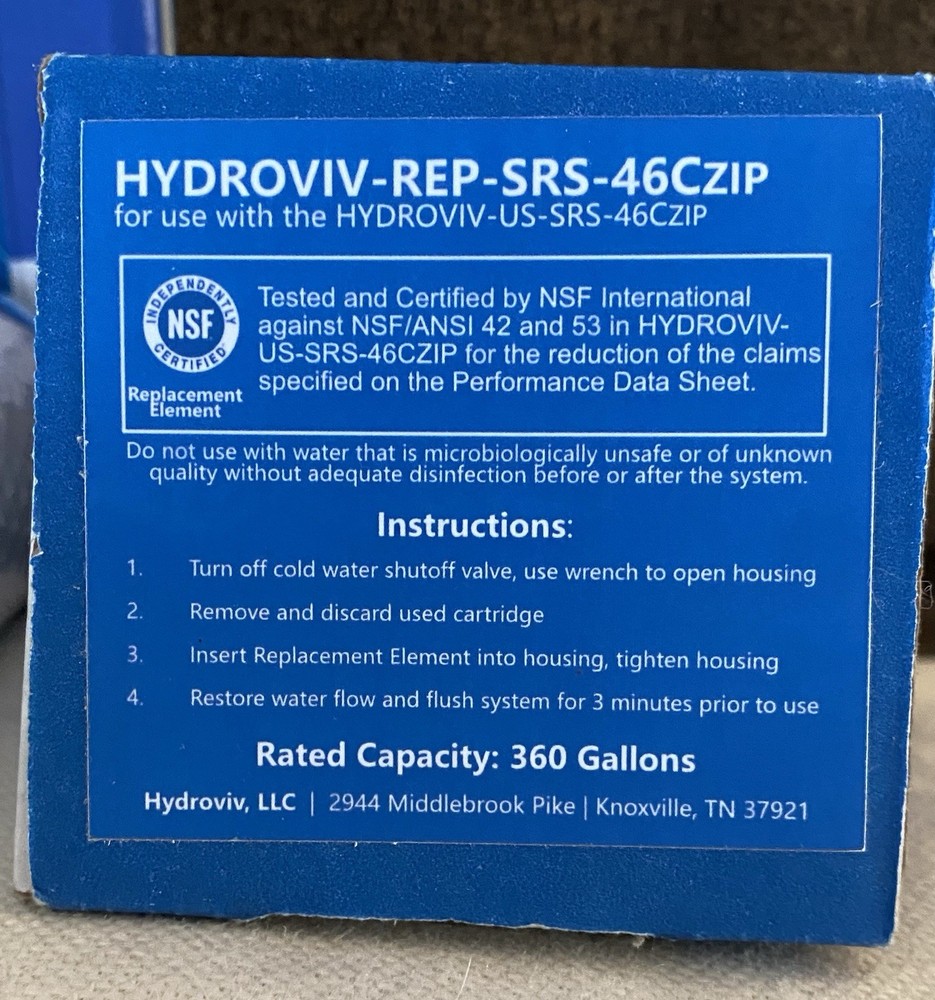 HYDROVIV-REP-SRS-46CZIP
for use with the HYDROVIV-US-SRS-46CZIP
INDEPENDENTLY
NSF
CERTIFIED
Replacement
Element
Tested and Certified by NSF International
against NSF/ANSI 42 and 53 in HYDROVIV-
US-SRS-46CZIP for the reduction of the claims
specified on the Performance Data Sheet.
Do not use with water that is microbiologically unsafe or of unknown
quality without adequate disinfection before or after the system.
Instructions:
1. Turn off cold water shutoff valve, use wrench to open housing
2. Remove and discard used cartridge
3. Insert Replacement Element into housing, tighten housing
4. Restore water flow and flush system for 3 minutes prior to use
Rated Capacity: 360 Gallons
Hydroviv, LLC | 2944 Middlebrook Pike | Knoxville, TN 37921